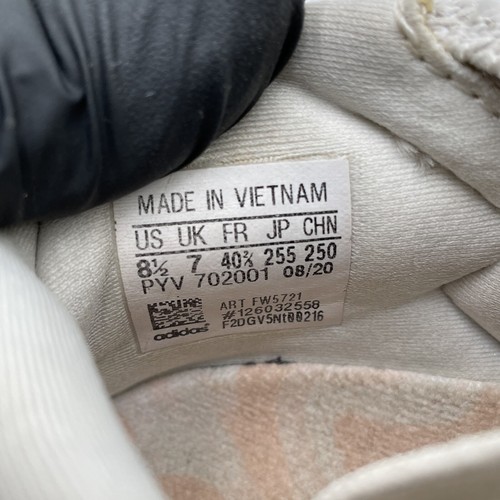 MADE IN VIETNAM
US UK FR JP CHN
8½ 7 40⅔ 255 250
PYV 702001 08/20
ART FW5721
#126032558
adidas F2DGV5Nt00216